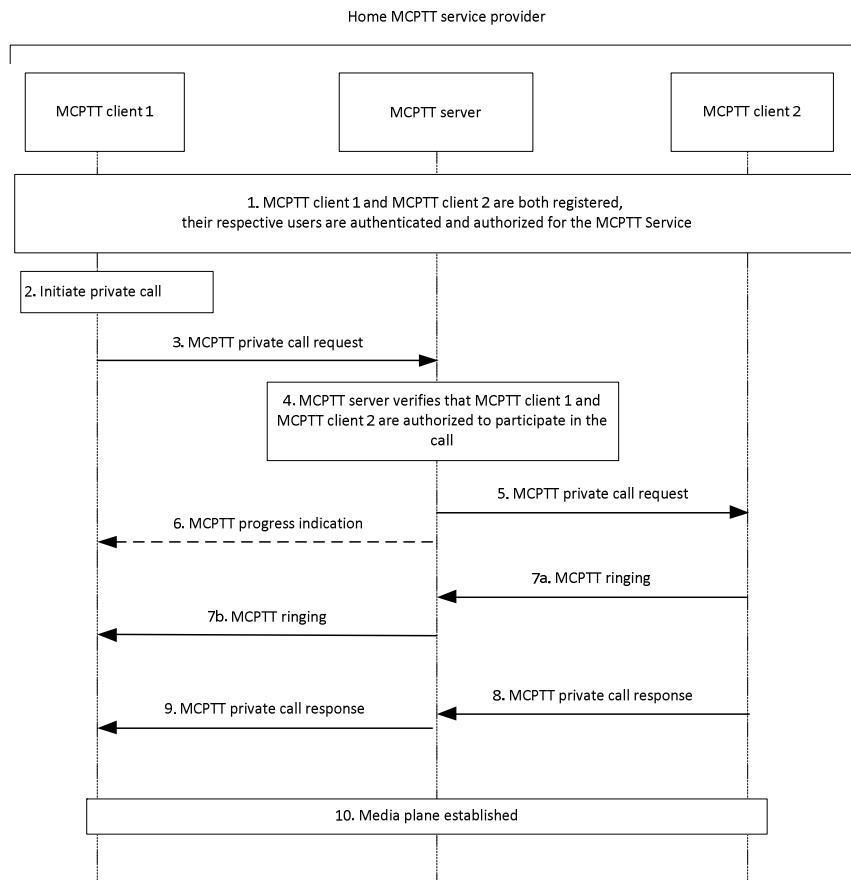 Home MCPTT service provider
MCPTT client 1
MCPTT server
MCPTT client 2
1. MCPTT client 1 and MCPTT client 2 are both registered,
their respective users are authenticated and authorized for the MCPTT Service
2. Initiate private call
3. MCPTT private call request
4. MCPTT server verifies that MCPTT client 1 and
MCPTT client 2 are authorized to participate in the
call
5. MCPTT private call request
6. MCPTT progress indication
7a. MCPTT ringing
7b. MCPTT ringing
8. MCPTT private call response
9. MCPTT private call response
10. Media plane established